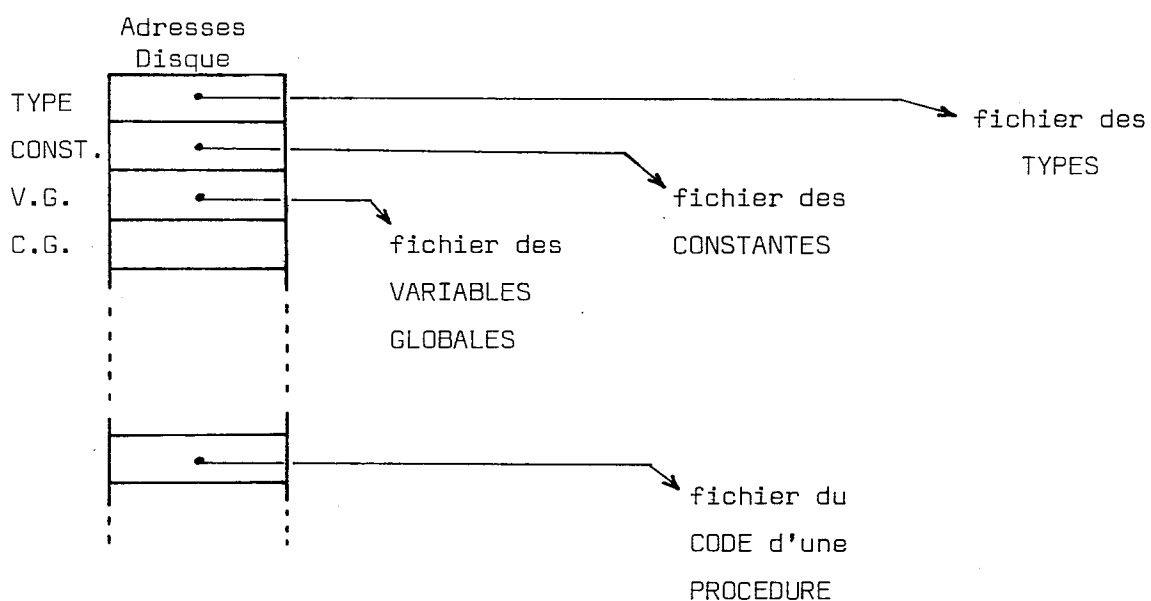 Adresses
Disque
TYPE
fichier des
TYPES
CONST.
fichier des
CONSTANTES
V.G.
fichier des
VARIABLES
GLOBALES
C.G.
fichier du
CODE d'une
PROCEDURE